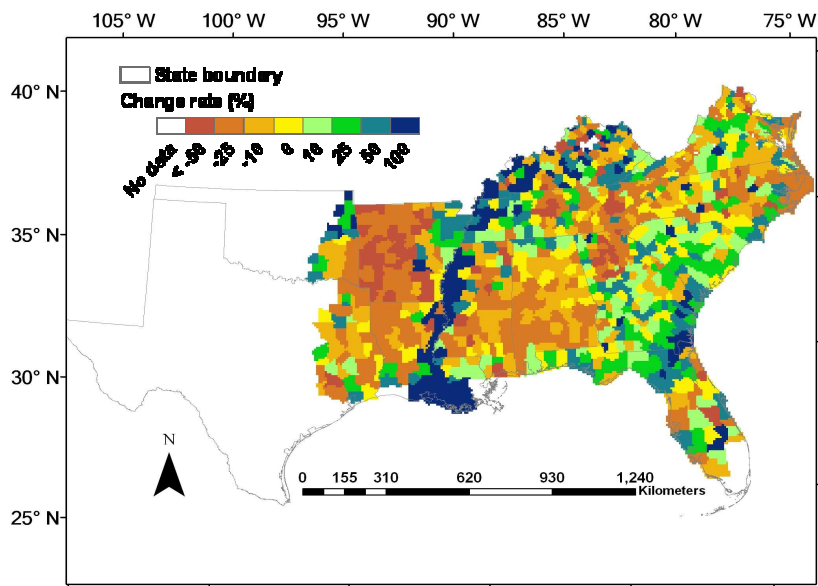 105° W 100° W 95° W 90° W 85° W 80° W 75° W
40° N
State boundary
Change rate (%)
No data < -50 -25 -10 0 10 25 50 100
35° N
30° N
N
0 155 310 620 930 1,240
Kilometers
25° N